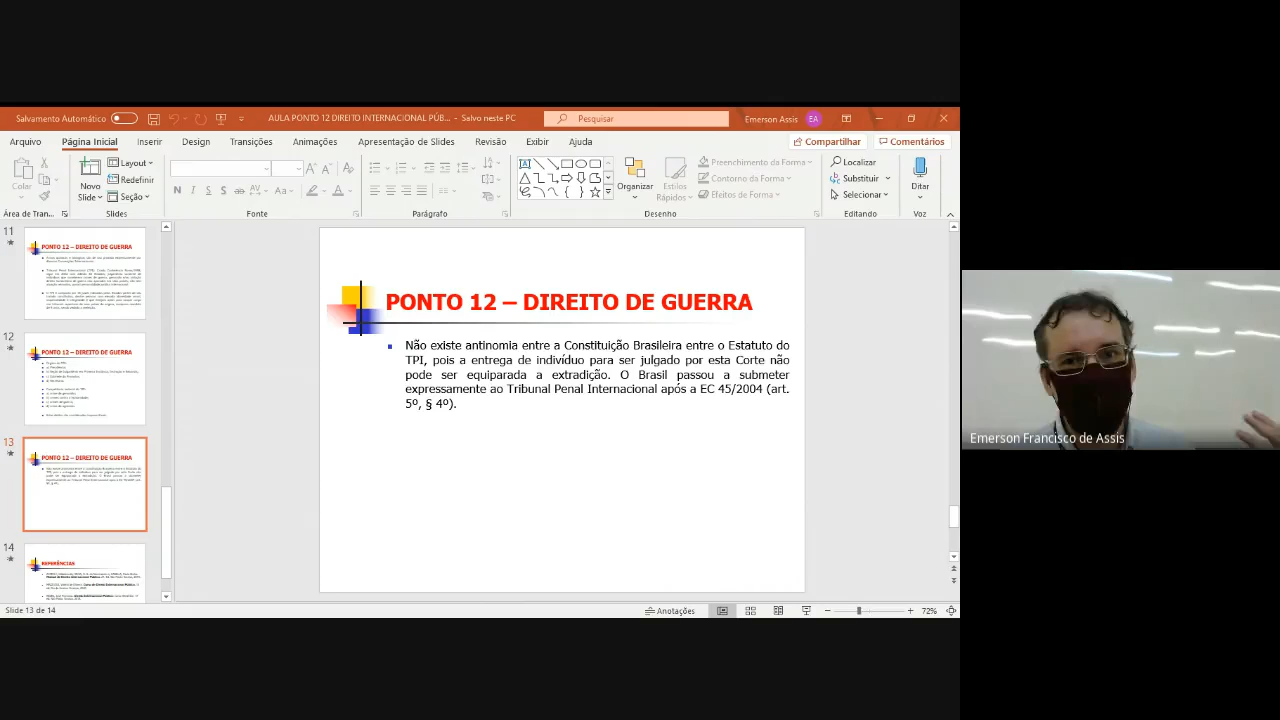 Salvamento Automático
AULA PONTO 12 DIREITO INTERNACIONAL PÚB... – Salvo neste PC
Pesquisar
Emerson Assis EA
Arquivo Página Inicial Inserir Design Transições Animações Apresentação de Slides Revisão Exibir Ajuda Compartilhar Comentários
Colar
Novo Slide
Layout
Redefinir
Seção
N I S S ab AV Aa A
Organizar
Estilos Rápidos
Preenchimento da Forma
Contorno da Forma
Efeitos de Forma
Localizar
Substituir
Selecionar
Ditar
Área de Tran... Slides Fonte Parágrafo Desenho Editando Voz
11
PONTO 12 – DIREITO DE GUERRA
12
PONTO 12 – DIREITO DE GUERRA
13
PONTO 12 – DIREITO DE GUERRA
14
REFERÊNCIAS
PONTO 12 – DIREITO DE GUERRA
Não existe antinomia entre a Constituição Brasileira entre o Estatuto do
TPI, pois a entrega de indivíduo para ser julgado por esta Corte não
pode ser equiparada a extradição. O Brasil passou a submeter
expressamente ao Tribunal Penal Internacional após a EC 45/2004 (art.
5º, § 4º).
Emerson Francisco de Assis
Slide 13 de 14
Anotações
72%